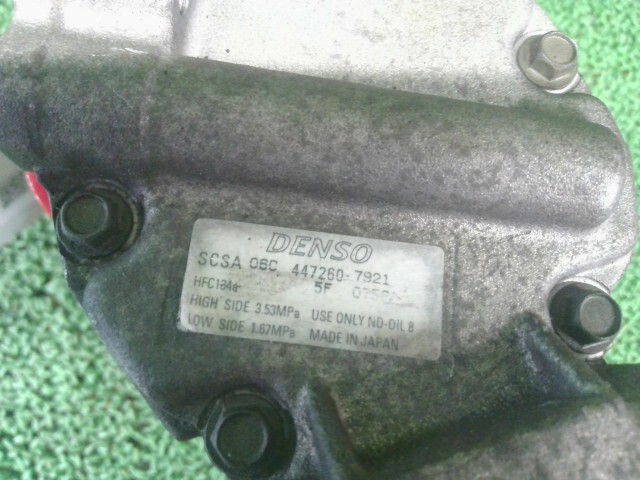 DENSO
SCSA 06C 447260-7921
HFC134a 5F
HIGH SIDE 3.53MPa USE ONLY ND-OIL 8
LOW SIDE 1.67MPa MADE IN JAPAN